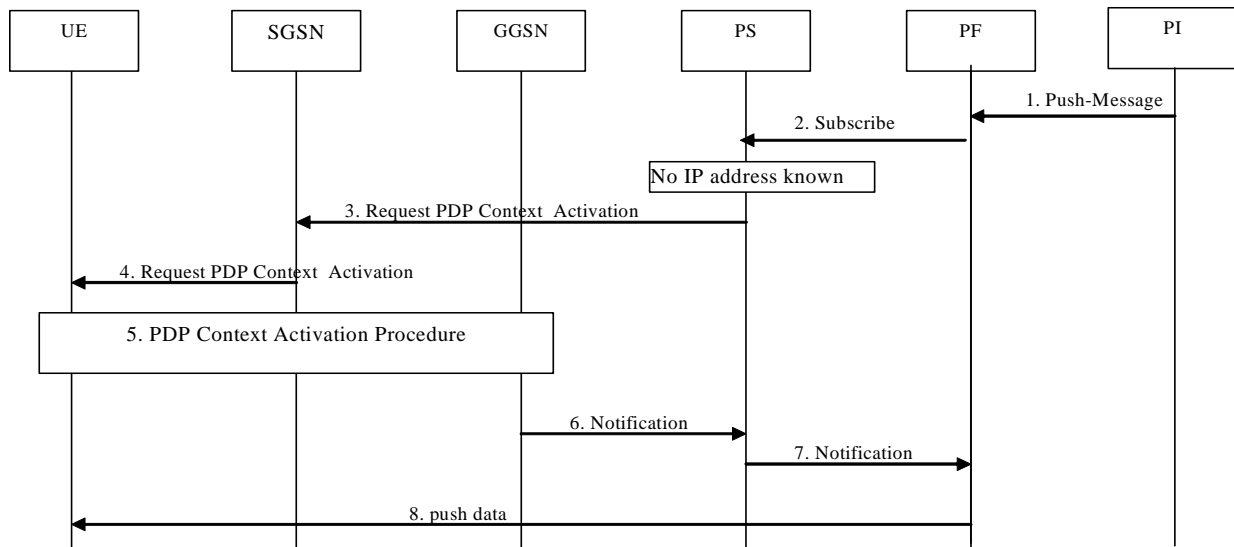 UE
SGSN
GGSN
PS
PF
PI
1. Push-Message
2. Subscribe
No IP address known
3. Request PDP Context Activation
4. Request PDP Context Activation
5. PDP Context Activation Procedure
6. Notification
7. Notification
8. push data